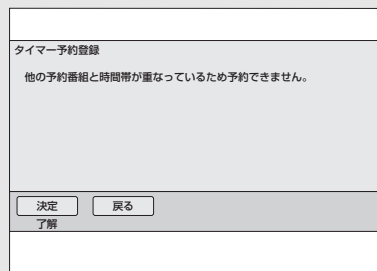 タイマー予約登録
他の予約番組と時間帯が重なっているため予約できません。
決定 戻る
了解